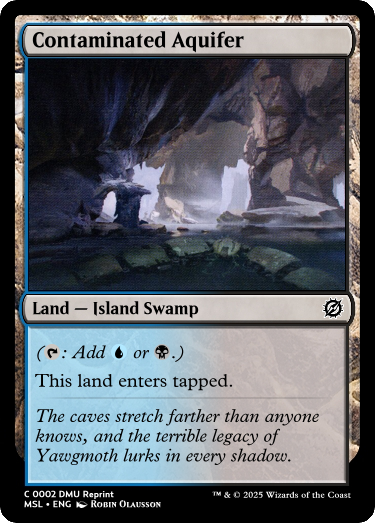 Contaminated Aquifer
Land — Island Swamp
(: Add or .)
This land enters tapped.
The caves stretch farther than anyone
knows, and the terrible legacy of
Yawgmoth lurks in every shadow.
C 0002 DMU Reprint
MSL • ENG Robin Olausson
™ & © 2025 Wizards of the Coast